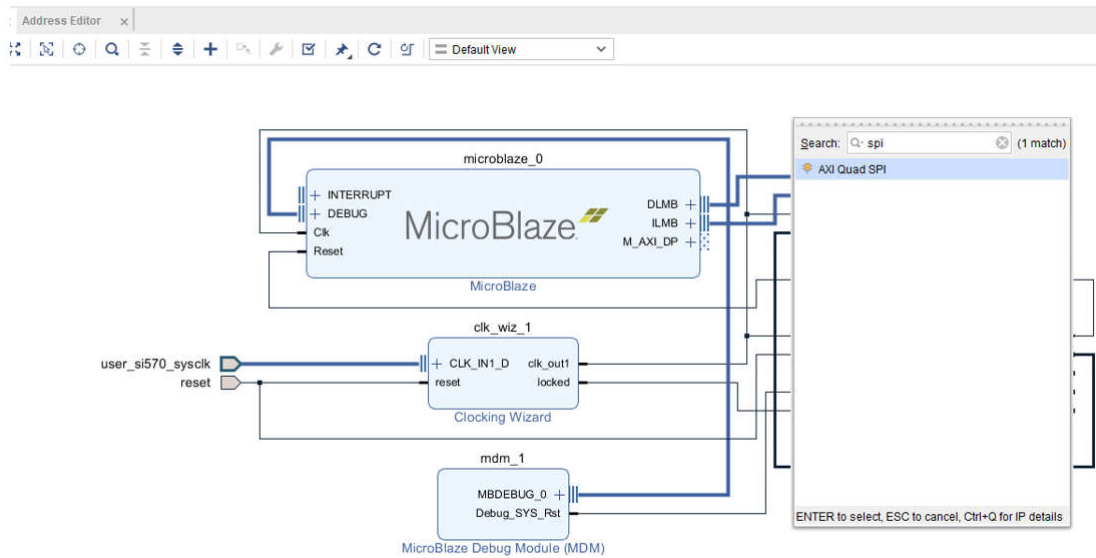 Address Editor
Default View
Search: spi (1 match)
AXI Quad SPI
microblaze_0
INTERRUPT
DEBUG
Clk
Reset
MicroBlaze
DLMB
ILMB
M_AXI_DP
MicroBlaze
clk_wiz_1
user_si570_sysclk
reset
CLK_IN1_D
reset
clk_out1
locked
Clocking Wizard
mdm_1
MBDEBUG_0
Debug_SYS_Rst
MicroBlaze Debug Module (MDM)
ENTER to select, ESC to cancel, Ctrl+Q for IP details